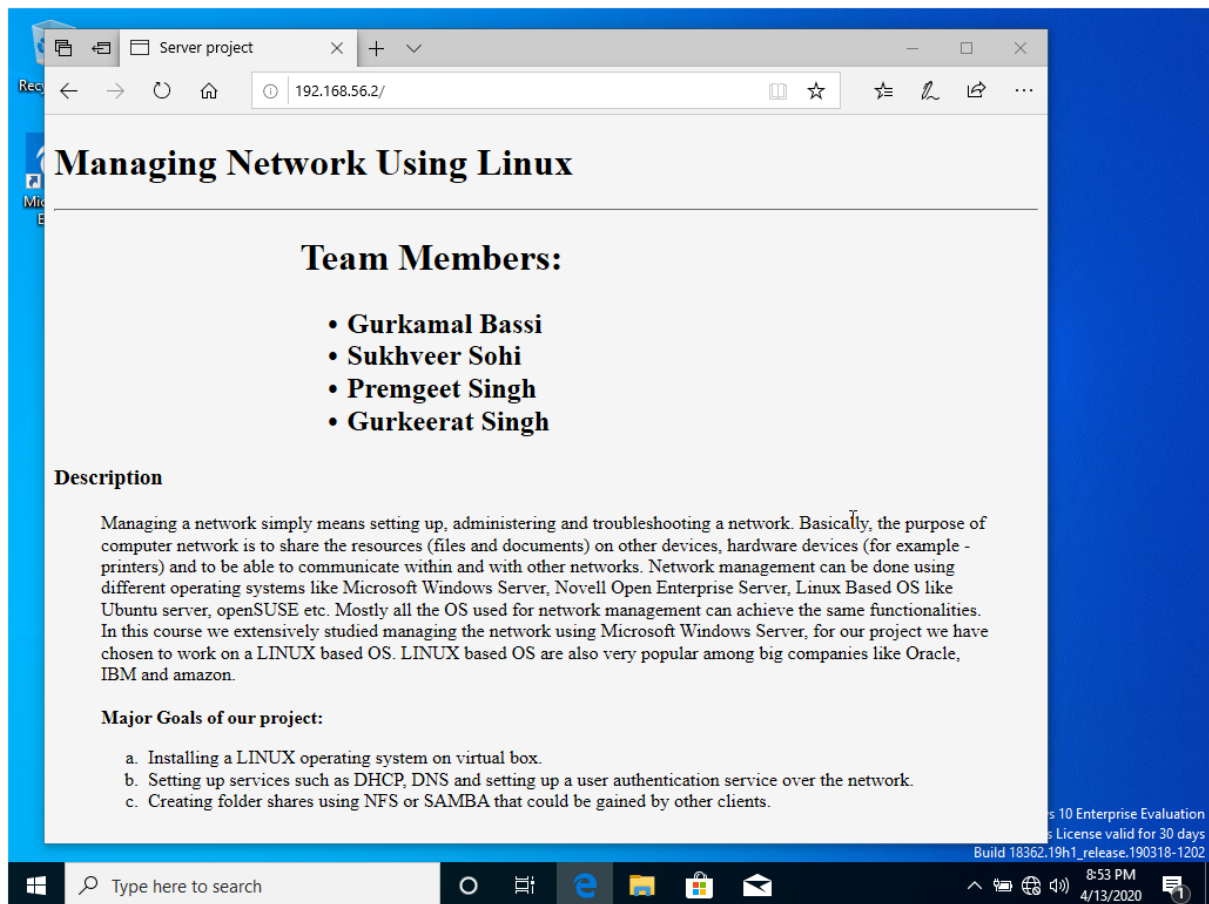 Server project
192.168.56.2/
Managing Network Using Linux
Team Members:
• Gurkamal Bassi
• Sukhveer Sohi
• Premgeet Singh
• Gurkeerat Singh
Description
Managing a network simply means setting up, administering and troubleshooting a network. Basically, the purpose of
computer network is to share the resources (files and documents) on other devices, hardware devices (for example -
printers) and to be able to communicate within and with other networks. Network management can be done using
different operating systems like Microsoft Windows Server, Novell Open Enterprise Server, Linux Based OS like
Ubuntu server, openSUSE etc. Mostly all the OS used for network management can achieve the same functionalities.
In this course we extensively studied managing the network using Microsoft Windows Server, for our project we have
chosen to work on a LINUX based OS. LINUX based OS are also very popular among big companies like Oracle,
IBM and amazon.
Major Goals of our project:
a. Installing a LINUX operating system on virtual box.
b. Setting up services such as DHCP, DNS and setting up a user authentication service over the network.
c. Creating folder shares using NFS or SAMBA that could be gained by other clients.
Rec
Mic
E
s 10 Enterprise Evaluation
s License valid for 30 days
Build 18362.19h1_release.190318-1202
Type here to search
8:53 PM
4/13/2020
1